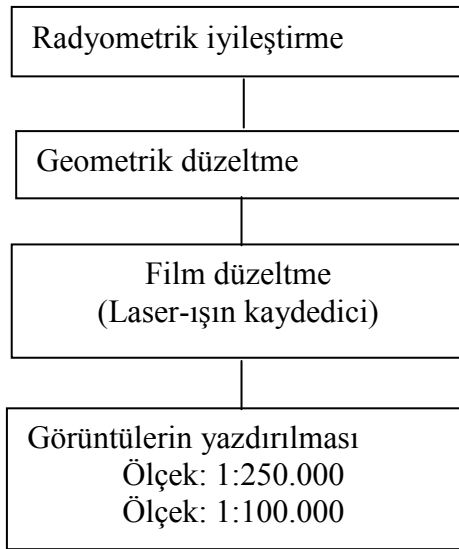 Radyometrik iyileştirme
Geometrik düzeltme
Film düzeltme
(Laser-ışın kaydedici)
Görüntülerin yazdırılması
Ölçek: 1:250.000
Ölçek: 1:100.000